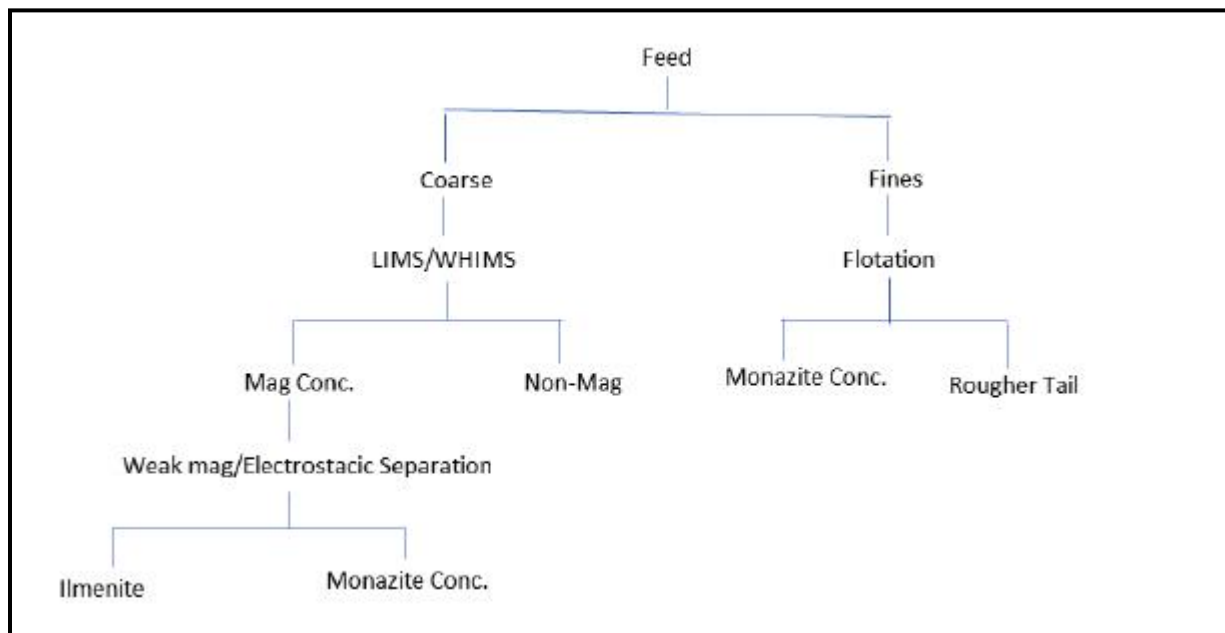 Feed
Coarse
Fines
LIMS/WHIMS
Flotation
Mag Conc.
Non-Mag
Monazite Conc.
Rougher Tail
Weak mag/Electrostacic Separation
Ilmenite
Monazite Conc.